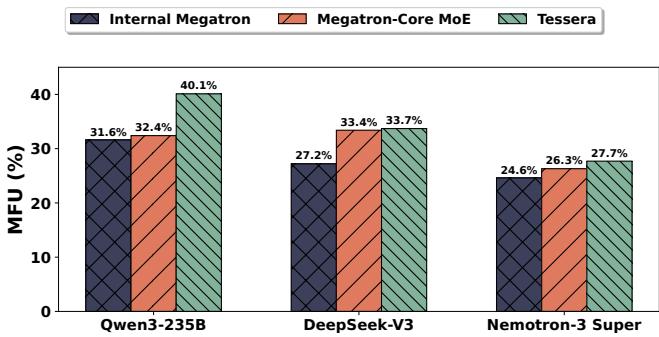 Internal Megatron Megatron-Core MoE Tessera
MFU (%)
40
30
20
10
0
31.6% 32.4% 40.1%
27.2% 33.4% 33.7%
24.6% 26.3% 27.7%
Qwen3-235B DeepSeek-V3 Nemotron-3 Super